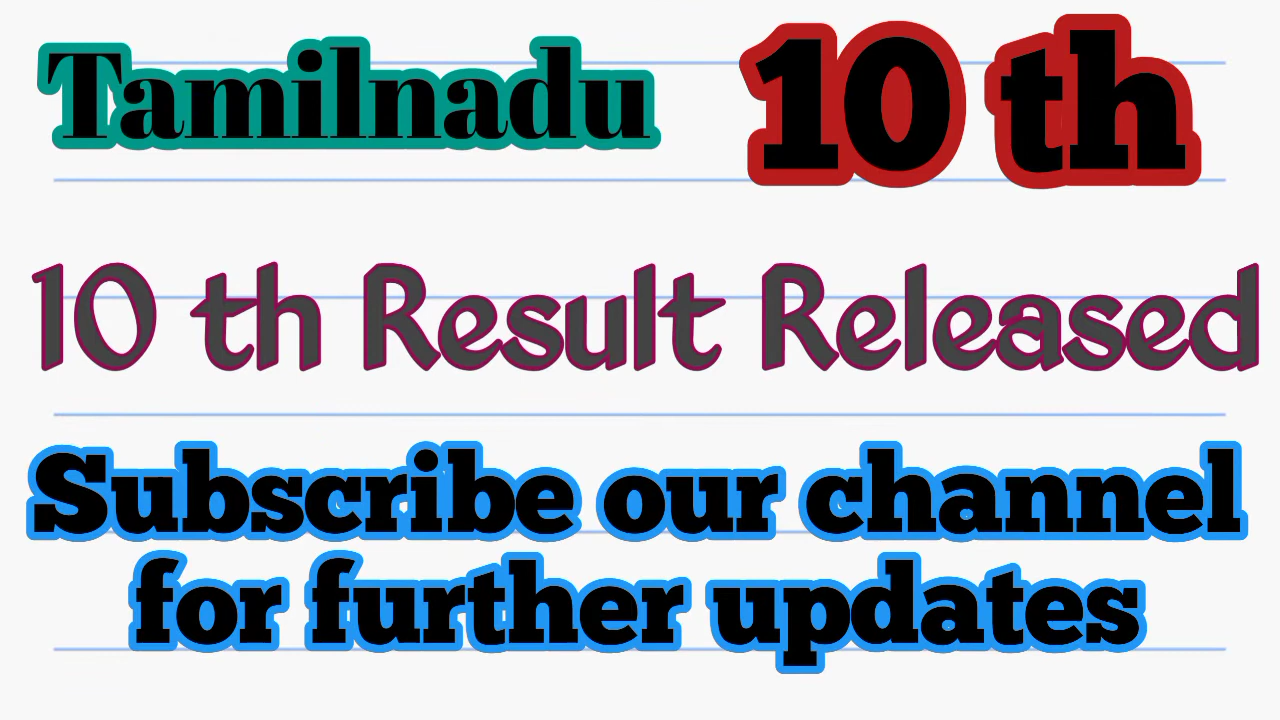 Tamilnadu 10 th
10 th Result Released
Subscribe our channel
for further updates